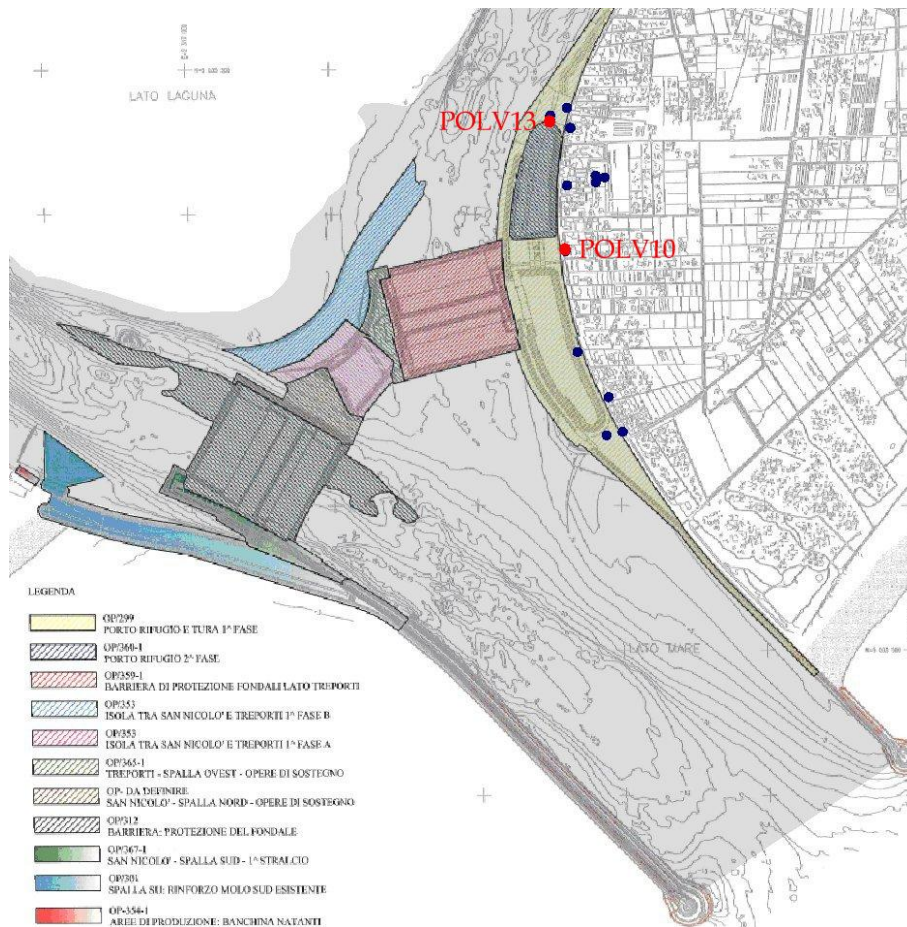 LATO LAGUNA
POLV13
POLV10
LATO MARE
LEGENDA
OP/299
PORTO RIFUGIO E TURA 1^ FASE
OP/360-1
PORTO RIFUGIO 2^ FASE
OP/359-1
BARRIERA DI PROTEZIONE FONDALI LATO TREPORTI
OP/353
ISOLA TRA SAN NICOLO' E TREPORTI 1^ FASE B
OP/353
ISOLA TRA SAN NICOLO' E TREPORTI 1^ FASE A
OP/365-1
TREPORTI - SPALLA OVEST - OPERE DI SOSTEGNO
OP- DA DEFINIRE
SAN NICOLO' - SPALLA NORD - OPERE DI SOSTEGNO
OP/312
BARRIERA: PROTEZIONE DEL FONDALE
OP/367-1
SAN NICOLO' - SPALLA SUD - 1^ STRALCIO
SPALLA SU: RINFORZO MOLO SUD ESISTENTE
OP-354-1
AREE DI PRODUZIONE: BANCHINA NATANTI